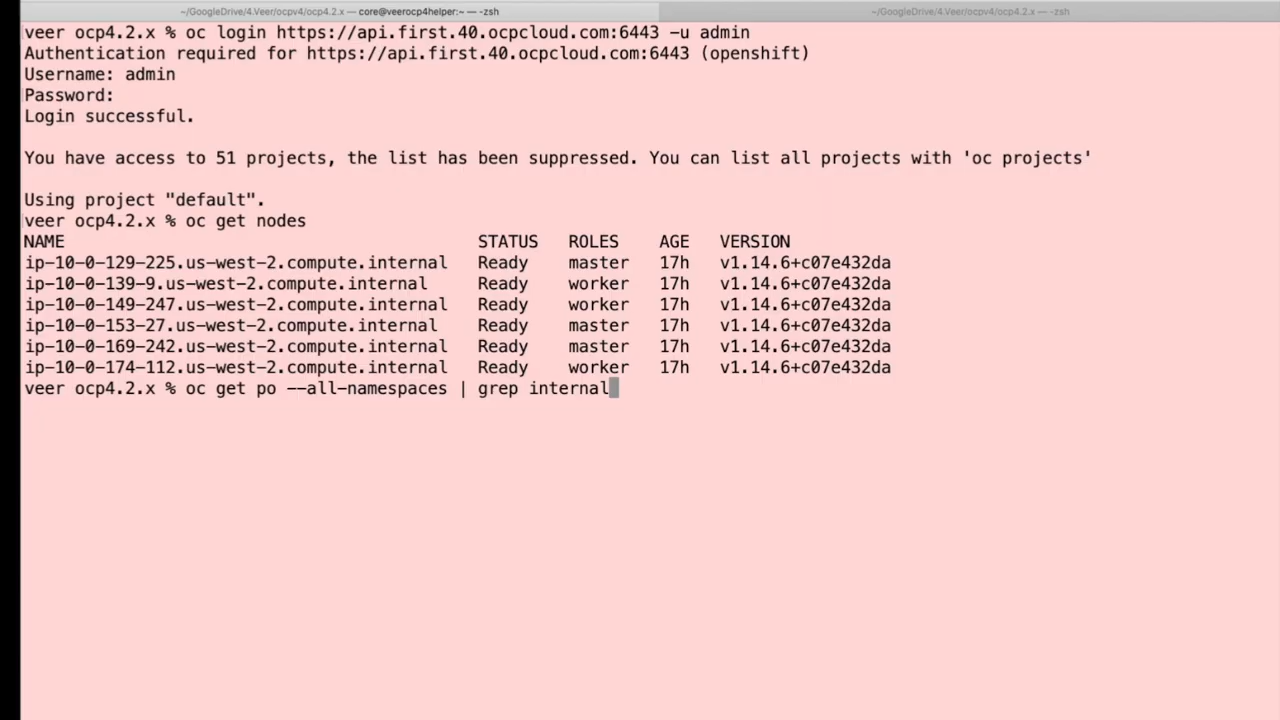 ~/GoogleDrive/4.Veer/ocpv4/ocp4.2.x — core@veerocp4helper:~ — -zsh
~/GoogleDrive/4.Veer/ocpv4/ocp4.2.x — -zsh
veer ocp4.2.x % oc login https://api.first.40.ocpcloud.com:6443 -u admin
Authentication required for https://api.first.40.ocpcloud.com:6443 (openshift)
Username: admin
Password:
Login successful.
You have access to 51 projects, the list has been suppressed. You can list all projects with 'oc projects'
Using project "default".
veer ocp4.2.x % oc get nodes
NAME STATUS ROLES AGE VERSION
ip-10-0-129-225.us-west-2.compute.internal Ready master 17h v1.14.6+c07e432da
ip-10-0-139-9.us-west-2.compute.internal Ready worker 17h v1.14.6+c07e432da
ip-10-0-149-247.us-west-2.compute.internal Ready worker 17h v1.14.6+c07e432da
ip-10-0-153-27.us-west-2.compute.internal Ready master 17h v1.14.6+c07e432da
ip-10-0-169-242.us-west-2.compute.internal Ready master 17h v1.14.6+c07e432da
ip-10-0-174-112.us-west-2.compute.internal Ready worker 17h v1.14.6+c07e432da
veer ocp4.2.x % oc get po --all-namespaces | grep internal